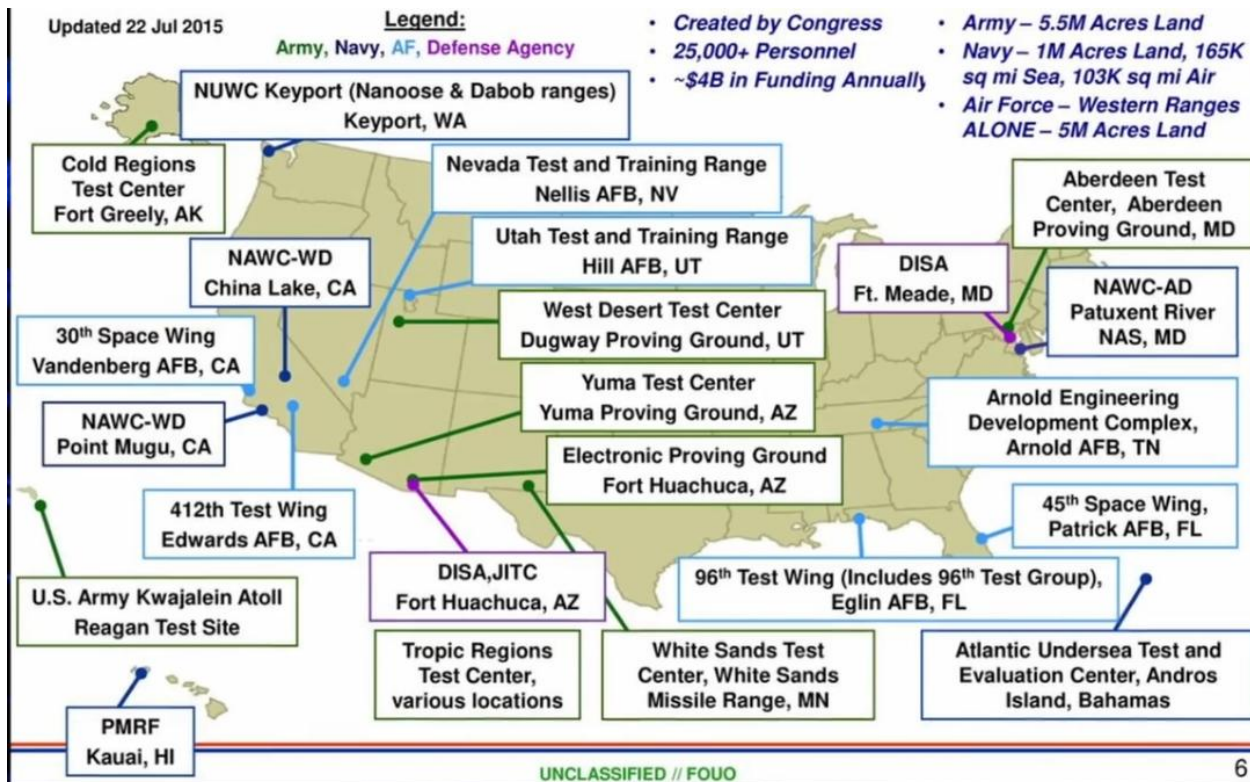 Updated 22 Jul 2015
Legend:
Army, Navy, AF, Defense Agency
• Created by Congress
• 25,000+ Personnel
• ~$4B in Funding Annually
• Army – 5.5M Acres Land
• Navy – 1M Acres Land, 165K
sq mi Sea, 103K sq mi Air
• Air Force – Western Ranges
ALONE – 5M Acres Land
NUWC Keyport (Nanoose & Dabob ranges)
Keyport, WA
Cold Regions
Test Center
Fort Greely, AK
Nevada Test and Training Range
Nellis AFB, NV
Aberdeen Test
Center, Aberdeen
Proving Ground, MD
NAWC-WD
China Lake, CA
Utah Test and Training Range
Hill AFB, UT
DISA
Ft. Meade, MD
NAWC-AD
Patuxent River
NAS, MD
West Desert Test Center
Dugway Proving Ground, UT
30th Space Wing
Vandenberg AFB, CA
Yuma Test Center
Yuma Proving Ground, AZ
NAWC-WD
Point Mugu, CA
Arnold Engineering
Development Complex,
Arnold AFB, TN
Electronic Proving Ground
Fort Huachuca, AZ
412th Test Wing
Edwards AFB, CA
45th Space Wing,
Patrick AFB, FL
DISA,JITC
Fort Huachuca, AZ
96th Test Wing (Includes 96th Test Group),
Eglin AFB, FL
U.S. Army Kwajalein Atoll
Reagan Test Site
Tropic Regions
Test Center,
various locations
White Sands Test
Center, White Sands
Missile Range, MN
Atlantic Undersea Test and
Evaluation Center, Andros
Island, Bahamas
PMRF
Kauai, HI
UNCLASSIFIED // FOUO
6